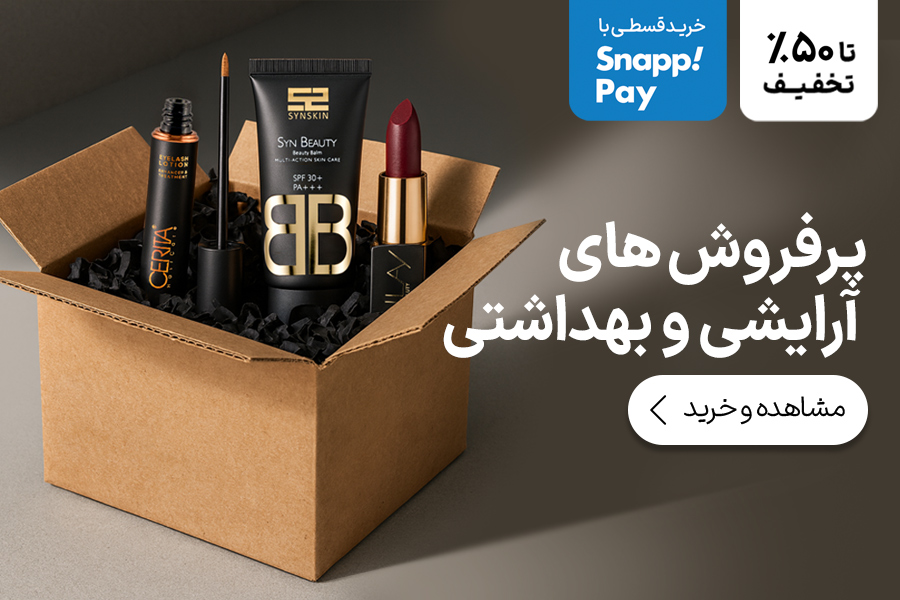 خرید قسطی با
Snapp!
Pay
تا ۵۰٪
تخفیف
پرفروش های
آرایشی و بهداشتی
مشاهده و خرید
EYELASH
LOTION
CERITA
SYNSKIN
SYN BEAUTY
Beauty Balm
MULTI-ACTION SKIN CARE
SPF 30+
PA+++
BB